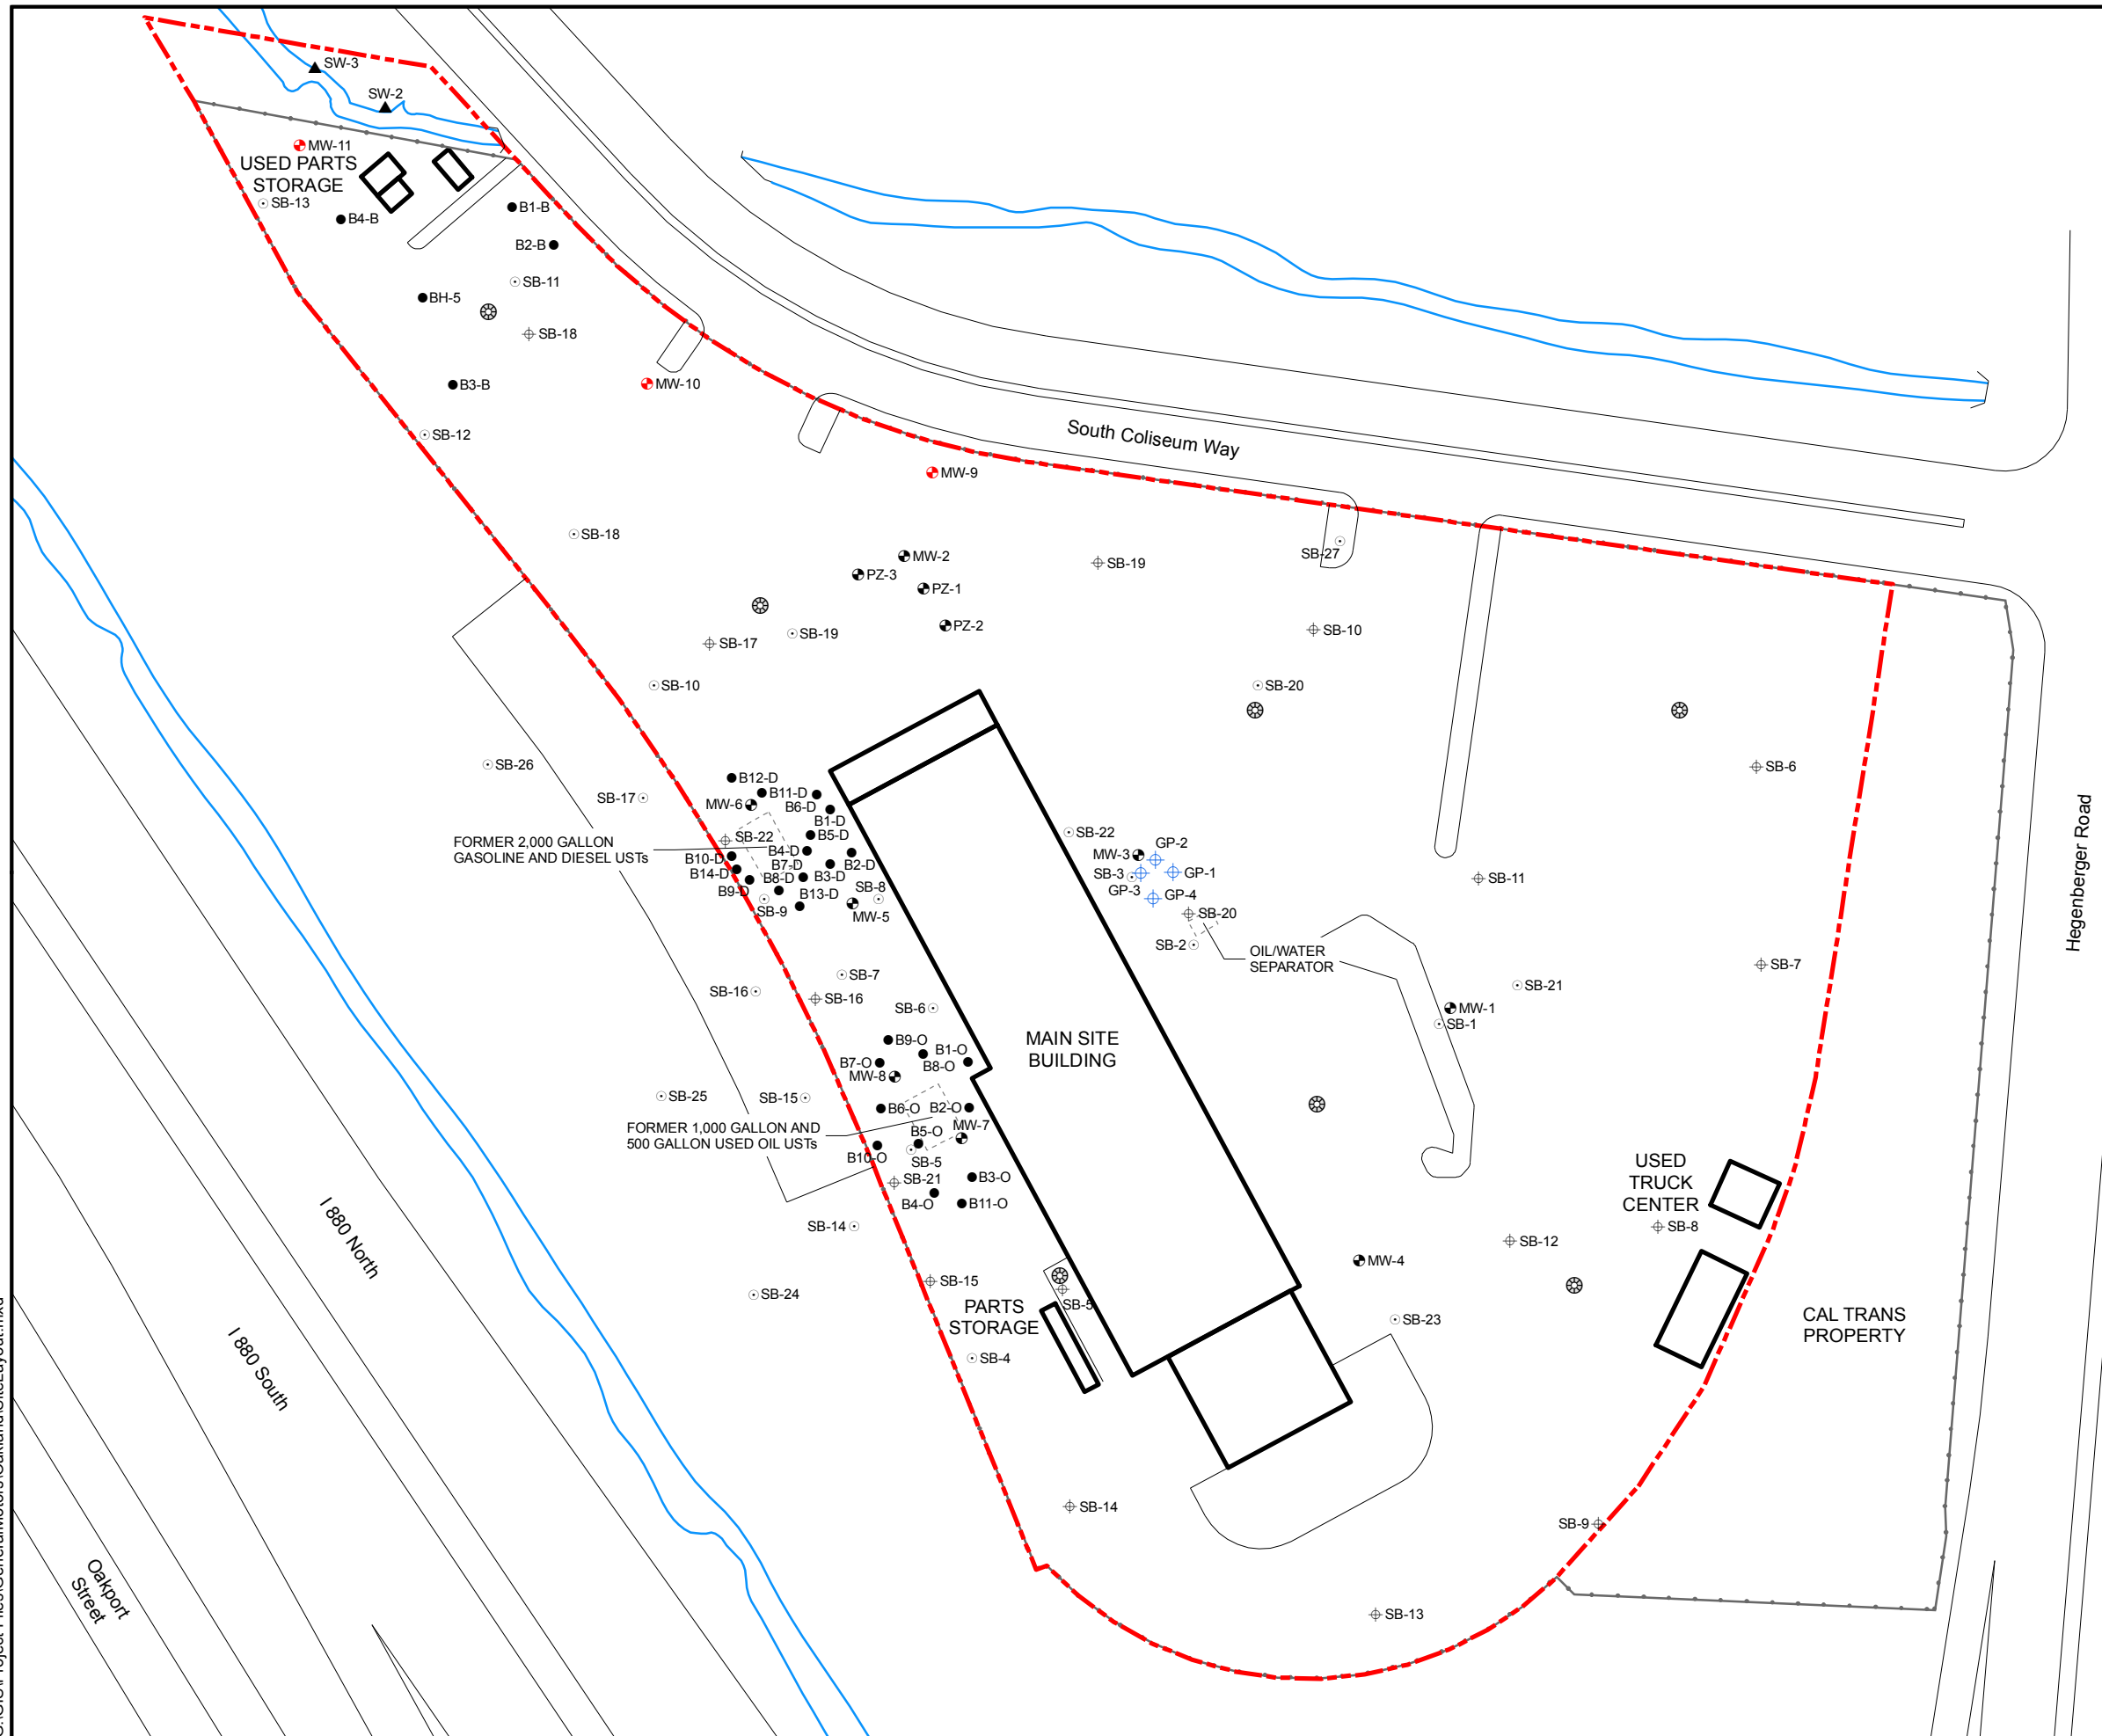 SW-3
SW-2
MW-11
USED PARTS
STORAGE
SB-13
B4-B
B1-B
B2-B
SB-11
BH-5
SB-18
B3-B
MW-10
SB-12
South Coliseum Way
MW-9
SB-18
MW-2
PZ-3
PZ-1
PZ-2
SB-19
SB-27
SB-17
SB-19
SB-10
SB-10
SB-20
SB-26
SB-17
SB-6
B12-D
B11-D
MW-6
B6-D
B1-D
SB-22
B5-D
FORMER 2,000 GALLON
GASOLINE AND DIESEL USTs
B10-D
B4-D
B7-D
B2-D
B14-D
B8-D
B3-D
B9-D
B13-D
SB-8
SB-9
MW-5
SB-22
GP-2
MW-3
SB-3
GP-1
GP-3
GP-4
SB-20
SB-2
OIL/WATER
SEPARATOR
SB-11
Hegenberger Road
SB-7
SB-7
SB-16
SB-16
SB-6
SB-21
MW-1
SB-1
MAIN SITE
BUILDING
B9-O
B1-O
B7-O
B8-O
MW-8
SB-25
SB-15
B6-O
B2-O
FORMER 1,000 GALLON AND
500 GALLON USED OIL USTs
MW-7
B5-O
B10-O
SB-5
SB-21
B3-O
B4-O
B11-O
SB-14
USED
TRUCK
CENTER
SB-8
SB-12
I 880 North
MW-4
SB-15
SB-24
SB-5
PARTS
STORAGE
SB-23
CAL TRANS
PROPERTY
I 880 South
SB-4
SB-14
SB-9
Oakport
Street
SB-13